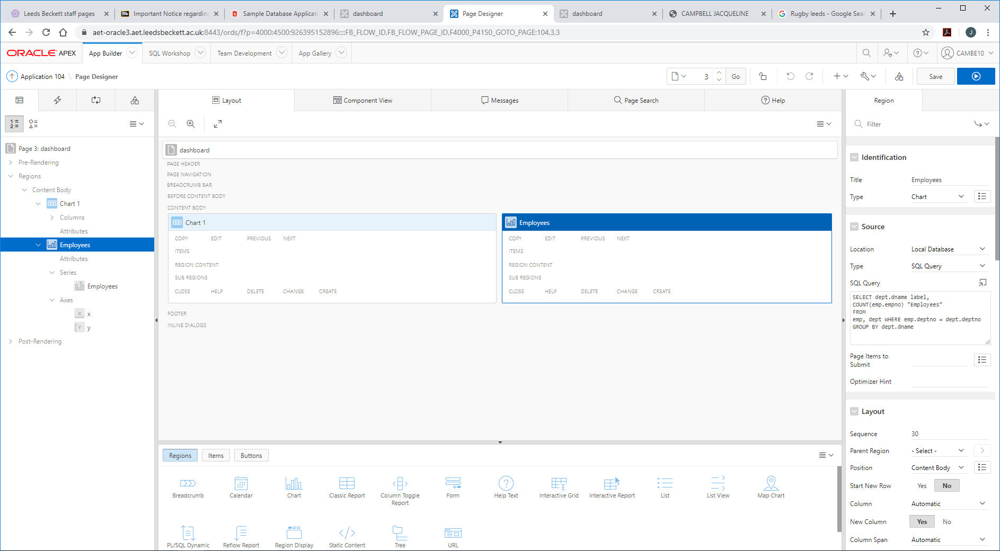 Leeds Beckett staff pages
Important Notice regarding
Sample Database Applicati
dashboard
Page Designer
dashboard
CAMPBELL JACQUELINE
Rugby leeds - Google Sear
aet-oracle3.aet.leedsbeckett.ac.uk:8443/ords/f?p=4000:4500:926395152896::::FB_FLOW_ID,FB_FLOW_PAGE_ID,F4000_P4150_GOTO_PAGE:104,3,3
J
ORACLE APEX
App Builder
SQL Workshop
Team Development
App Gallery
CAMBE10
Application 104 \ Page Designer
3
Go
Save
Layout
Component View
Messages
Page Search
Help
Region
Filter
Page 3: dashboard
Pre-Rendering
Regions
Content Body
Chart 1
Columns
Attributes
Employees
Attributes
Series
Employees
Axes
x
y
Post-Rendering
dashboard
PAGE HEADER
PAGE NAVIGATION
BREADCRUMB BAR
BEFORE CONTENT BODY
CONTENT BODY
Chart 1
COPY EDIT PREVIOUS NEXT
ITEMS
REGION CONTENT
SUB REGIONS
CLOSE HELP DELETE CHANGE CREATE
Employees
COPY EDIT PREVIOUS NEXT
ITEMS
REGION CONTENT
SUB REGIONS
CLOSE HELP DELETE CHANGE CREATE
FOOTER
INLINE DIALOGS
Regions Items Buttons
Breadcrumb
Calendar
Chart
Classic Report
Column Toggle
Report
Form
Help Text
Interactive Grid
Interactive Report
List
List View
Map Chart
PL/SQL Dynamic
Reflow Report
Region Display
Static Content
Tree
URL
Identification
Title Employees
Type Chart
Source
Location Local Database
Type SQL Query
SQL Query
SELECT dept.dname label,
COUNT(emp.empno) "Employees"
FROM
emp, dept WHERE emp.deptno = dept.deptno
GROUP BY dept.dname
Page Items to
Submit
Optimizer Hint
Layout
Sequence 30
Parent Region - Select -
Position Content Body
Start New Row Yes No
Column Automatic
New Column Yes No
Column Span Automatic